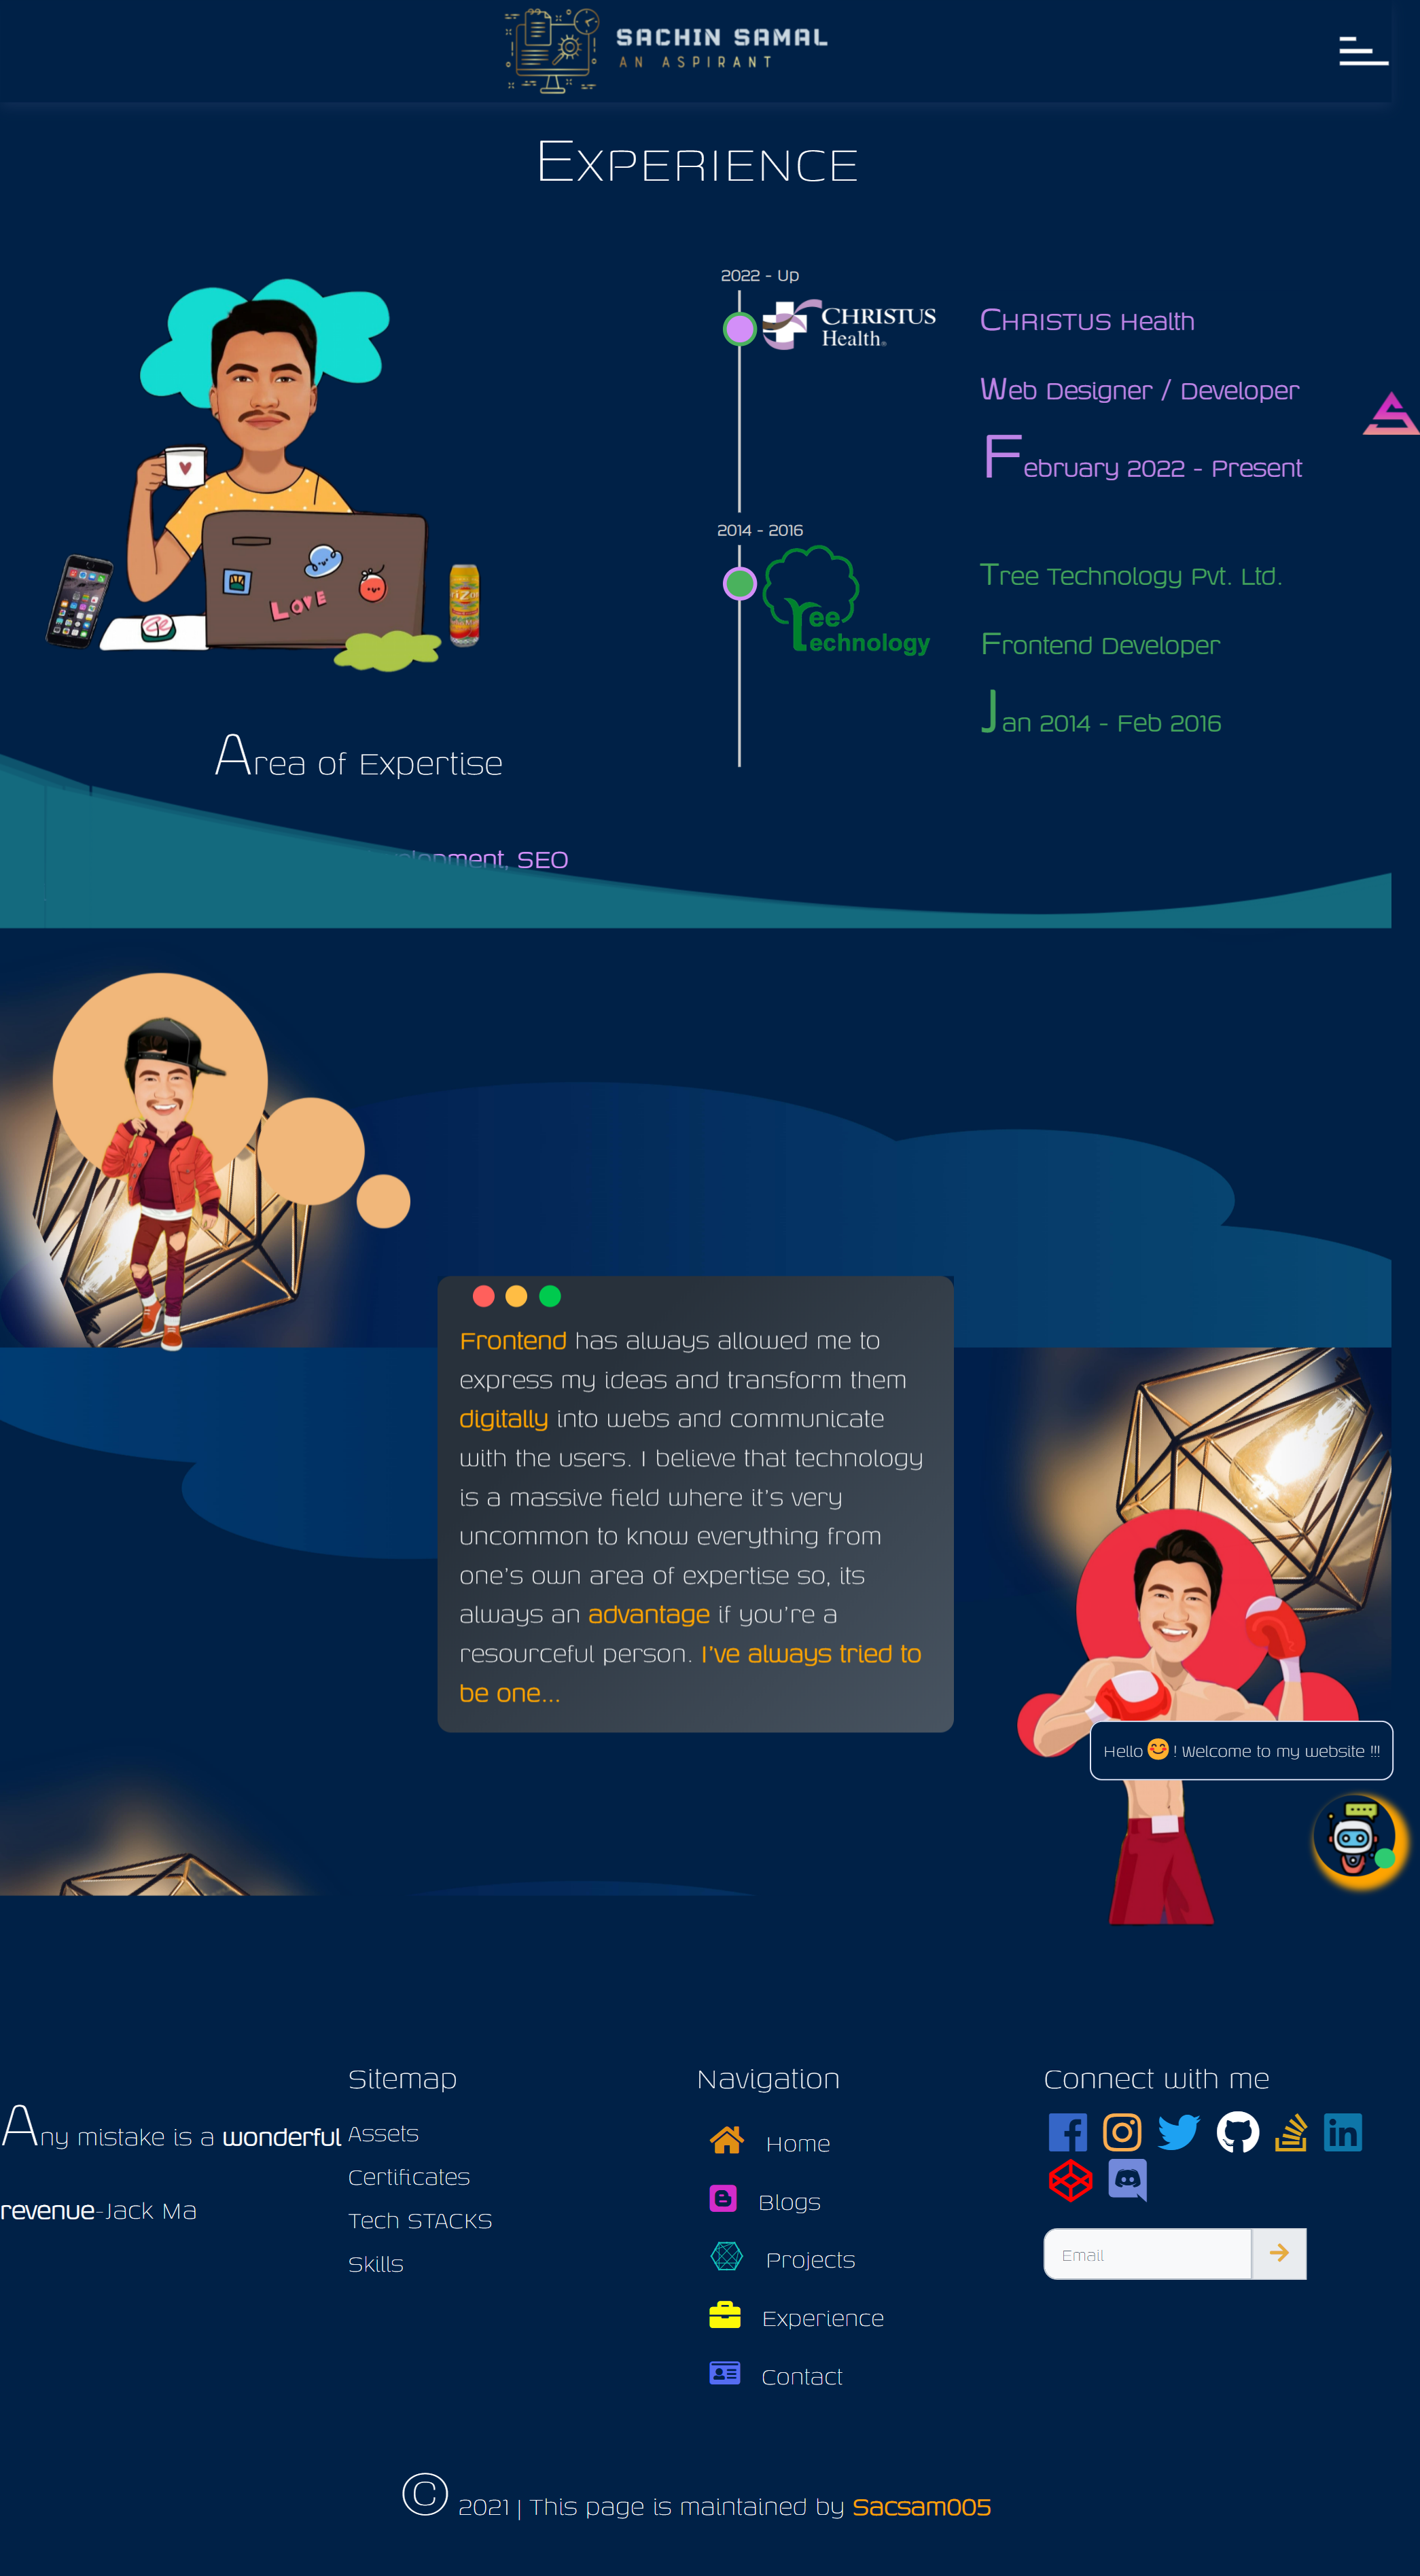 SACHIN SAMAL
AN ASPIRANT
EXPERIENCE
2022 - Up
CHRISTUS
Health®
CHRISTUS Health
Web Designer / Developer
February 2022 - Present
LOVE
2014 - 2016
Tree
Technology
Tree Technology Pvt. Ltd.
Frontend Developer
Jan 2014 - Feb 2016
Area of Expertise
SEO
Frontend has always allowed me to
express my ideas and transform them
digitally into webs and communicate
with the users. I believe that technology
is a massive field where it's very
uncommon to know everything from
one's own area of expertise so, its
always an advantage if you're a
resourceful person. I've always tried to
be one...
Hello 😊 ! Welcome to my website !!!
Any mistake is a wonderful
revenue-Jack Ma
Sitemap
Assets
Certificates
Tech STACKS
Skills
Navigation
Home
Blogs
Projects
Experience
Contact
Connect with me
Email
© 2021 | This page is maintained by Sacsam005